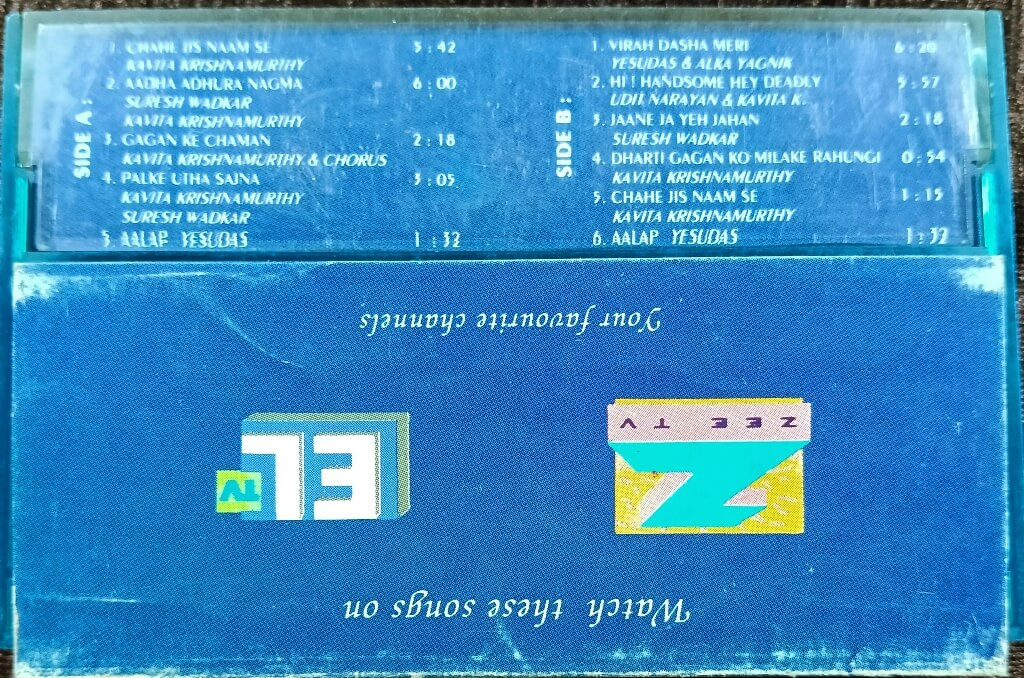 SIDE A:
1. CHAHE JIS NAAM SE 5:42
KAVITA KRISHNAMURTHY
2. AADHA ADHURA NAGMA 6:00
SURESH WADKAR
KAVITA KRISHNAMURTHY
3. GAGAN KE CHAMAN 2:18
KAVITA KRISHNAMURTHY & CHORUS
4. PALKE UTHA SAJNA 3:05
KAVITA KRISHNAMURTHY
SURESH WADKAR
5. AALAP YESUDAS 1:32
SIDE B:
1. VIRAH DASHA MERI 6:20
YESUDAS & ALKA YAGNIK
2. HI! HANDSOME HEY DEADLY 5:57
UDIT NARAYAN & KAVITA K.
3. JAANE JA YEH JAHAN 2:18
SURESH WADKAR
4. DHARTI GAGAN KO MILAKE RAHUNGI 0:54
KAVITA KRISHNAMURTHY
5. CHAHE JIS NAAM SE 1:15
KAVITA KRISHNAMURTHY
6. AALAP YESUDAS 1:32
Watch these songs on
ZEE TV
Z
EL
TV
Your favourite channels